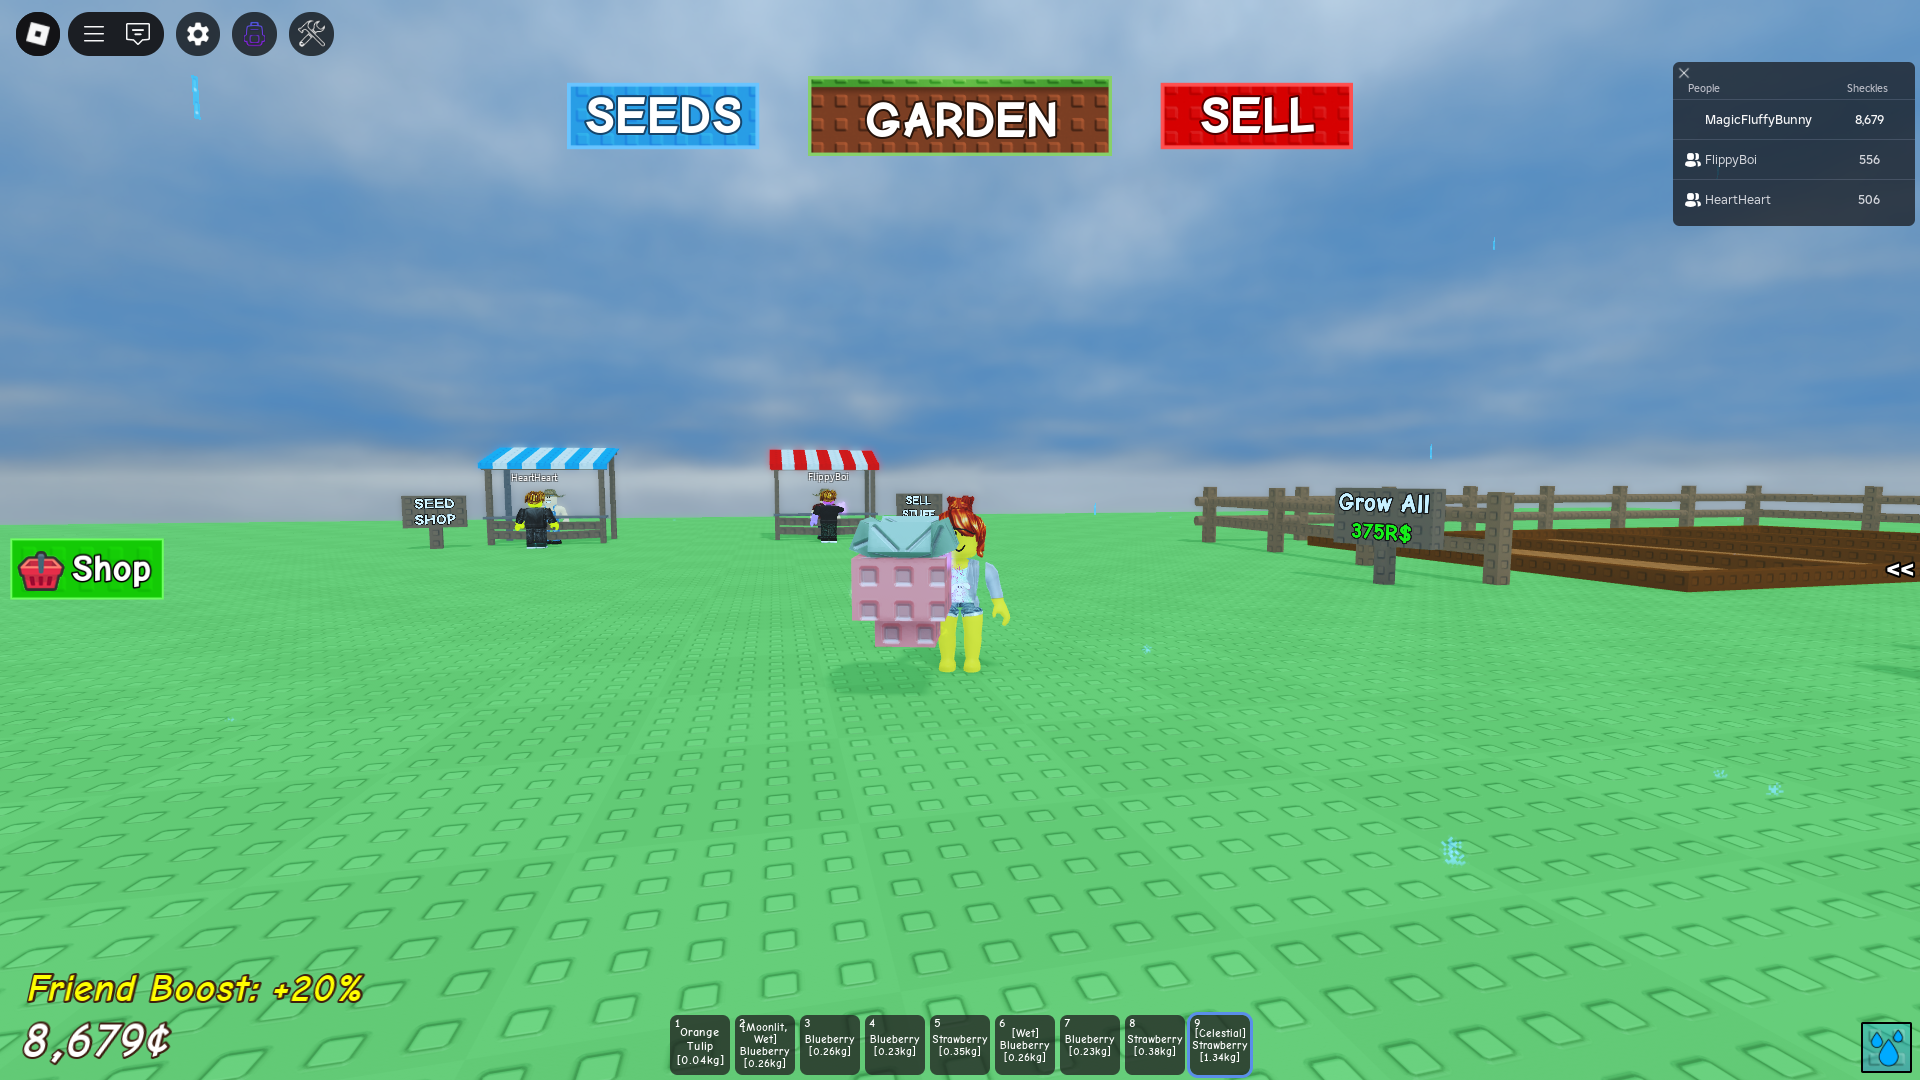 SEEDS
GARDEN
SELL
People Sheckles
MagicFluffyBunny 8,679
FlippyBoi 556
HeartHeart 506
HeartHeart
FlippyBoi
SEED
SHOP
SELL
STUFF
Grow All
375R$
Shop
<<
Friend Boost: +20%
8,679¢
1
Orange
Tulip
[0.04kg]
2
[Moonlit,
Wet]
Blueberry
[0.26kg]
3
Blueberry
[0.26kg]
4
Blueberry
[0.23kg]
5
Strawberry
[0.35kg]
6
[Wet]
Blueberry
[0.26kg]
7
Blueberry
[0.23kg]
8
Strawberry
[0.38kg]
9
[Celestial]
Strawberry
[1.34kg]